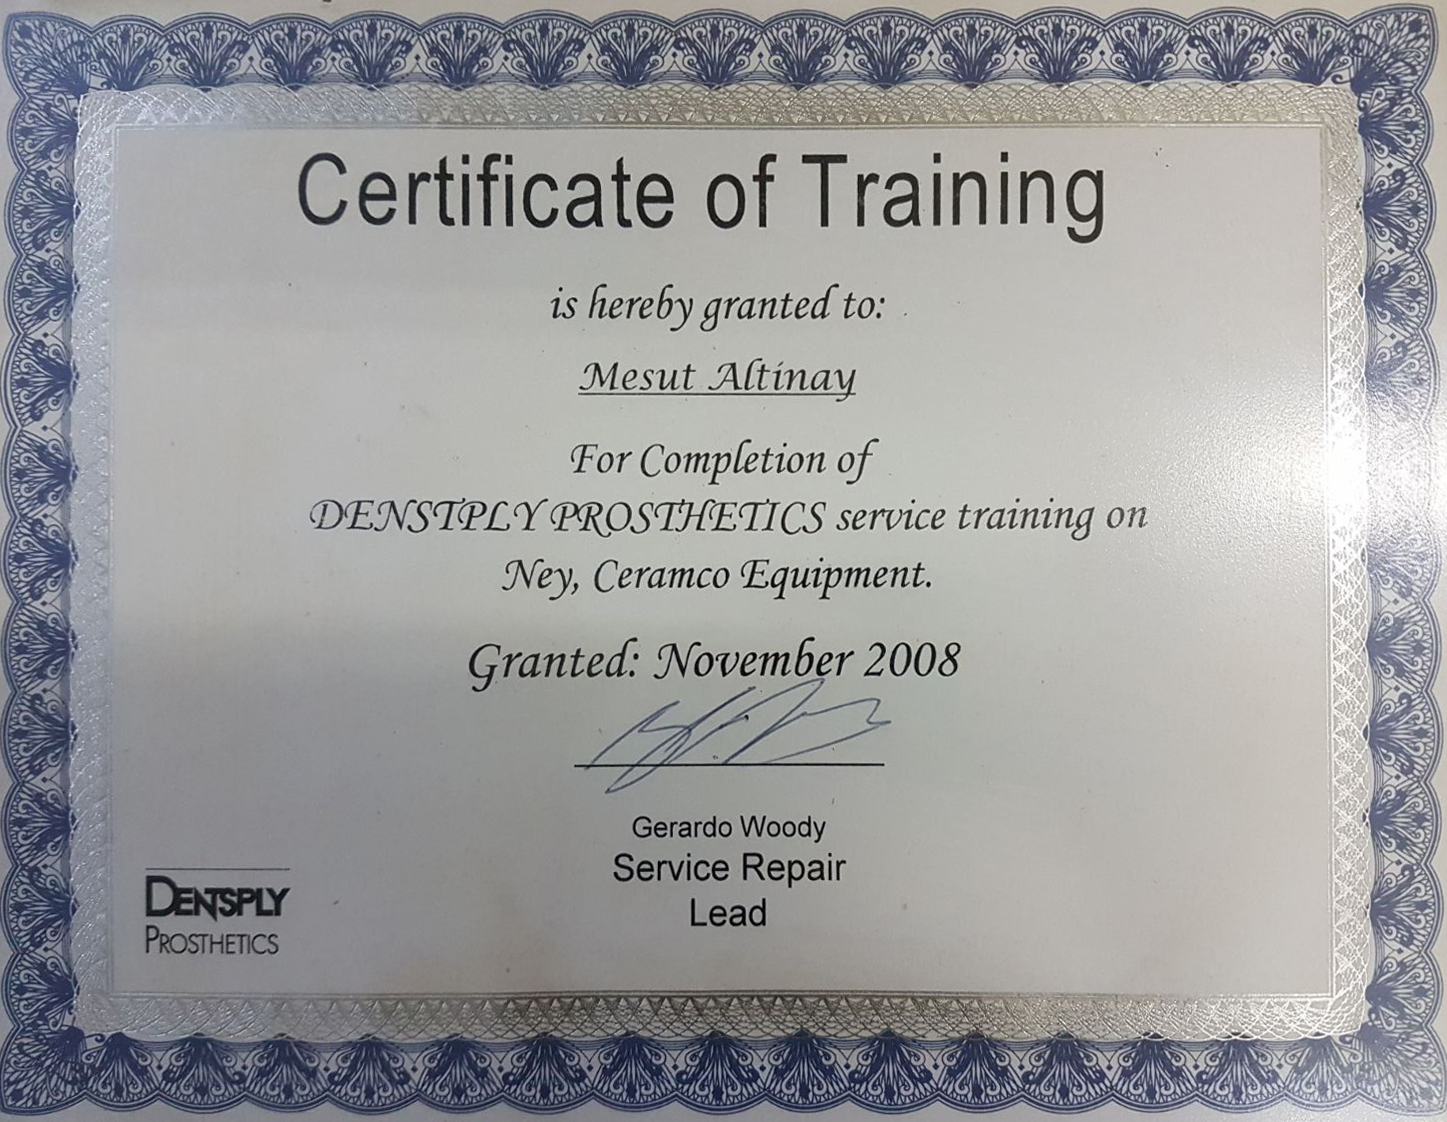 Certificate of Training
is hereby granted to:
Mesut Altinay
For Completion of
DENSTPLY PROSTHETICS service training on
Ney, Ceramco Equipment.
Granted: November 2008
Gerardo Woody
Service Repair
Lead
DENTSPLY
PROSTHETICS